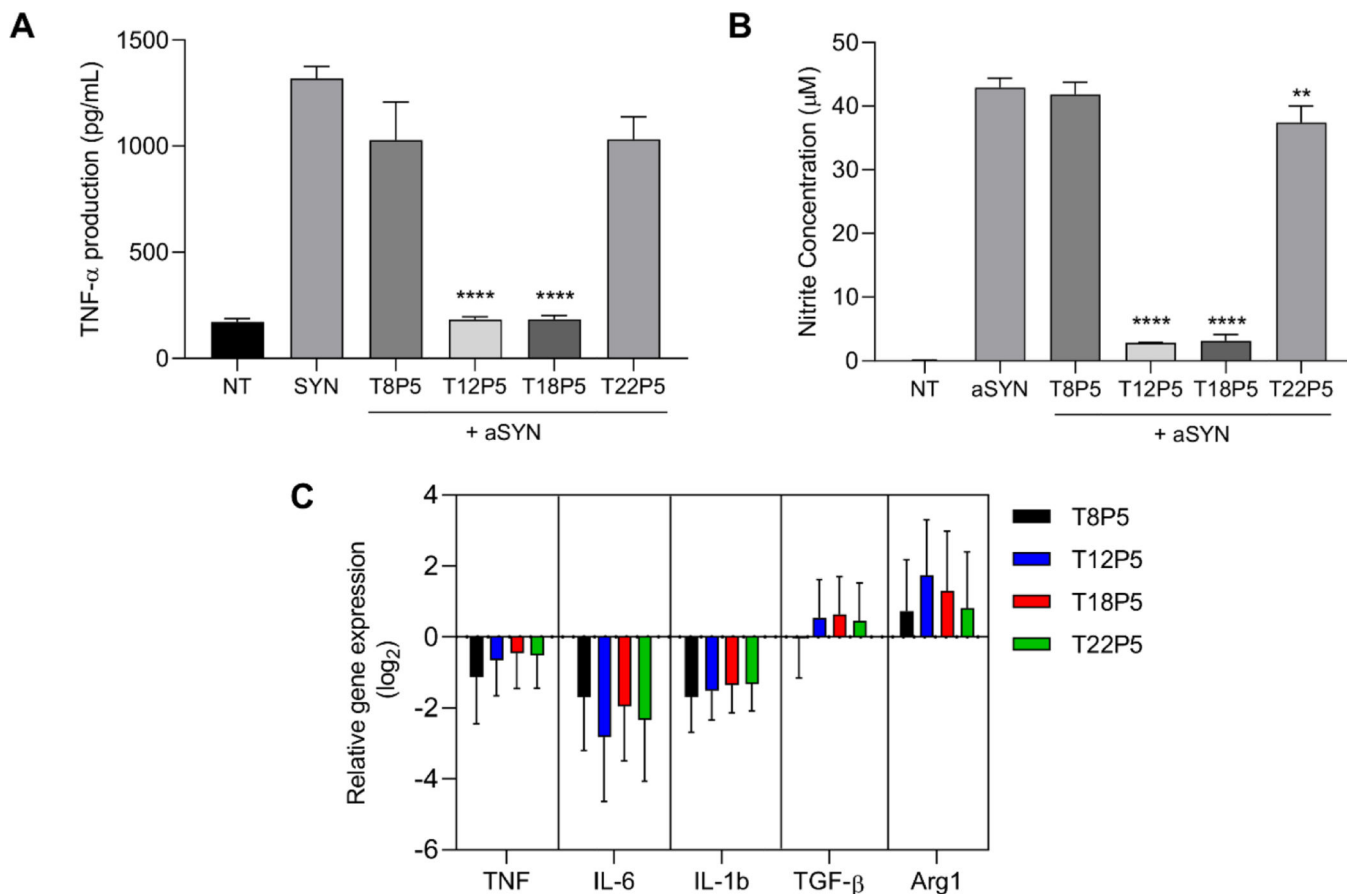 A
TNF-α production (pg/mL)
1500
1000
500
0
**** ****
NT SYN T8P5 T12P5 T18P5 T22P5
+ aSYN
B
Nitrite Concentration (μM)
50
40
30
20
10
0
**** **** **
NT aSYN T8P5 T12P5 T18P5 T22P5
+ aSYN
C
Relative gene expression
(log2)
4
2
0
-2
-4
-6
TNF IL-6 IL-1b TGF-β Arg1
T8P5
T12P5
T18P5
T22P5